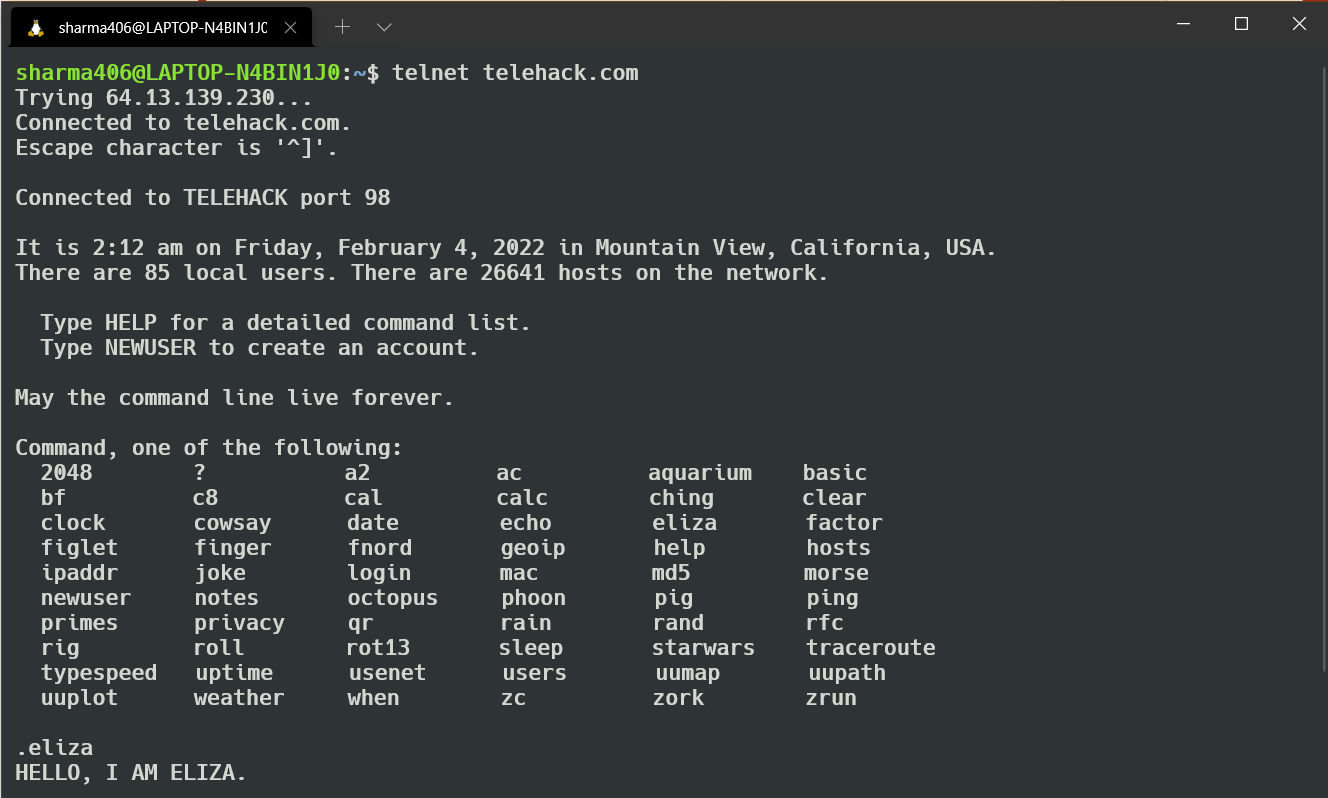 sharma406@LAPTOP-N4BIN1J0
sharma406@LAPTOP-N4BIN1J0:~$ telnet telehack.com
Trying 64.13.139.230...
Connected to telehack.com.
Escape character is '^]'.
Connected to TELEHACK port 98
It is 2:12 am on Friday, February 4, 2022 in Mountain View, California, USA.
There are 85 local users. There are 26641 hosts on the network.
Type HELP for a detailed command list.
Type NEWUSER to create an account.
May the command line live forever.
Command, one of the following:
2048 ? a2 ac aquarium basic
bf c8 cal calc ching clear
clock cowsay date echo eliza factor
figlet finger fnord geoip help hosts
ipaddr joke login mac md5 morse
newuser notes octopus phoon pig ping
primes privacy qr rain rand rfc
rig roll rot13 sleep starwars traceroute
typespeed uptime usenet users uumap uupath
uuplot weather when zc zork zrun
.eliza
HELLO, I AM ELIZA.